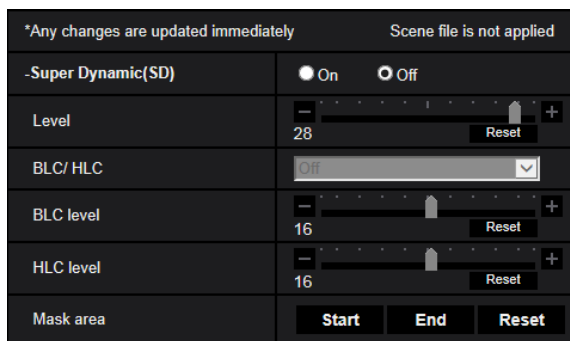 *Any changes are updated immediately Scene file is not applied
-Super Dynamic(SD) On Off
Level 28 Reset
BLC/ HLC Off
BLC level 16 Reset
HLC level 16 Reset
Mask area Start End Reset